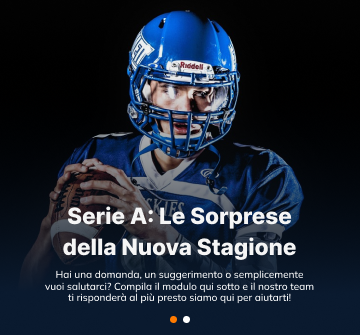 Riddell
Serie A: Le Sorprese
della Nuova Stagione
Hai una domanda, un suggerimento o semplicemente
vuoi salutarci? Compila il modulo qui sotto e il nostro team
ti risponderà al più presto siamo qui per aiutarti!